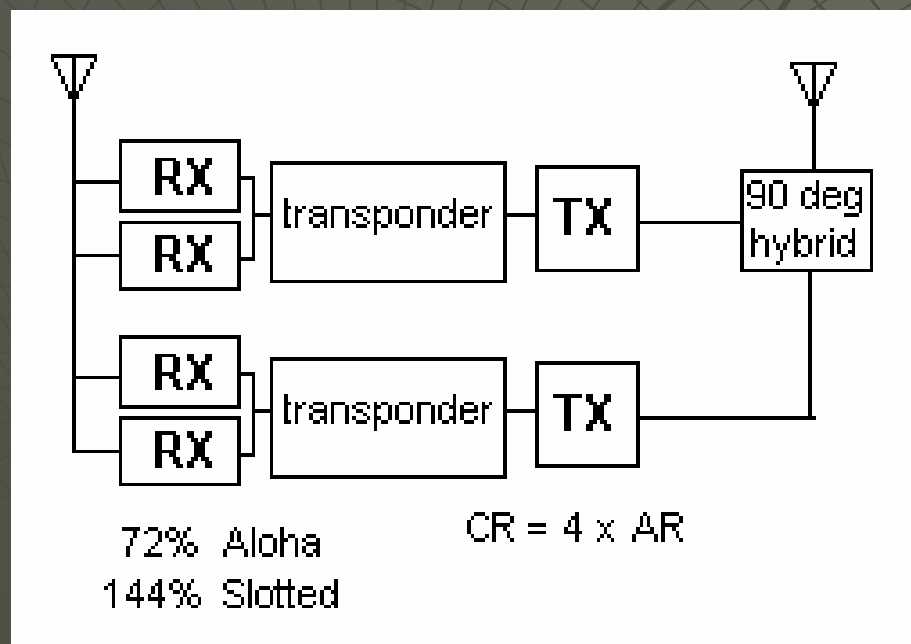 RX
RX
transponder
TX
90 deg
hybrid
RX
RX
transponder
TX
CR = 4 x AR
72% Aloha
144% Slotted